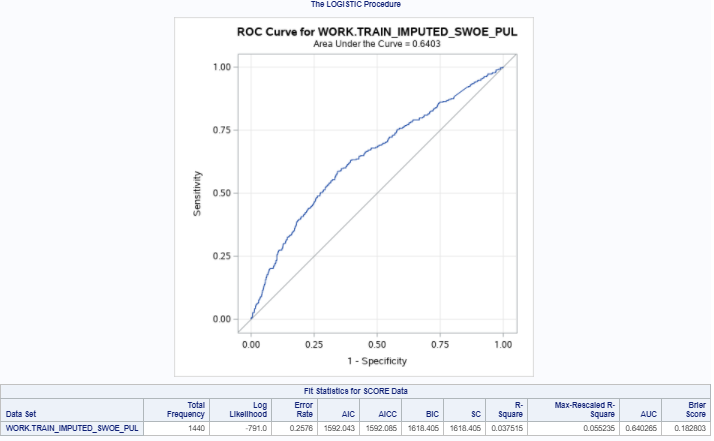 The LOGISTIC Procedure
ROC Curve for WORK.TRAIN_IMPUTED_SWOE_PUL
Area Under the Curve = 0.6403
1.00
0.75
0.50
0.25
0.00
Sensitivity
0.00 0.25 0.50 0.75 1.00
1 - Specificity
Fit Statistics for SCORE Data
Data Set Total Frequency Log Likelihood Error Rate AIC AICC BIC SC R-Square Max-Rescaled R-Square AUC Brier Score
WORK.TRAIN_IMPUTED_SWOE_PUL 1440 -791.0 0.2576 1592.043 1592.085 1618.405 1618.405 0.037515 0.055235 0.640265 0.182803